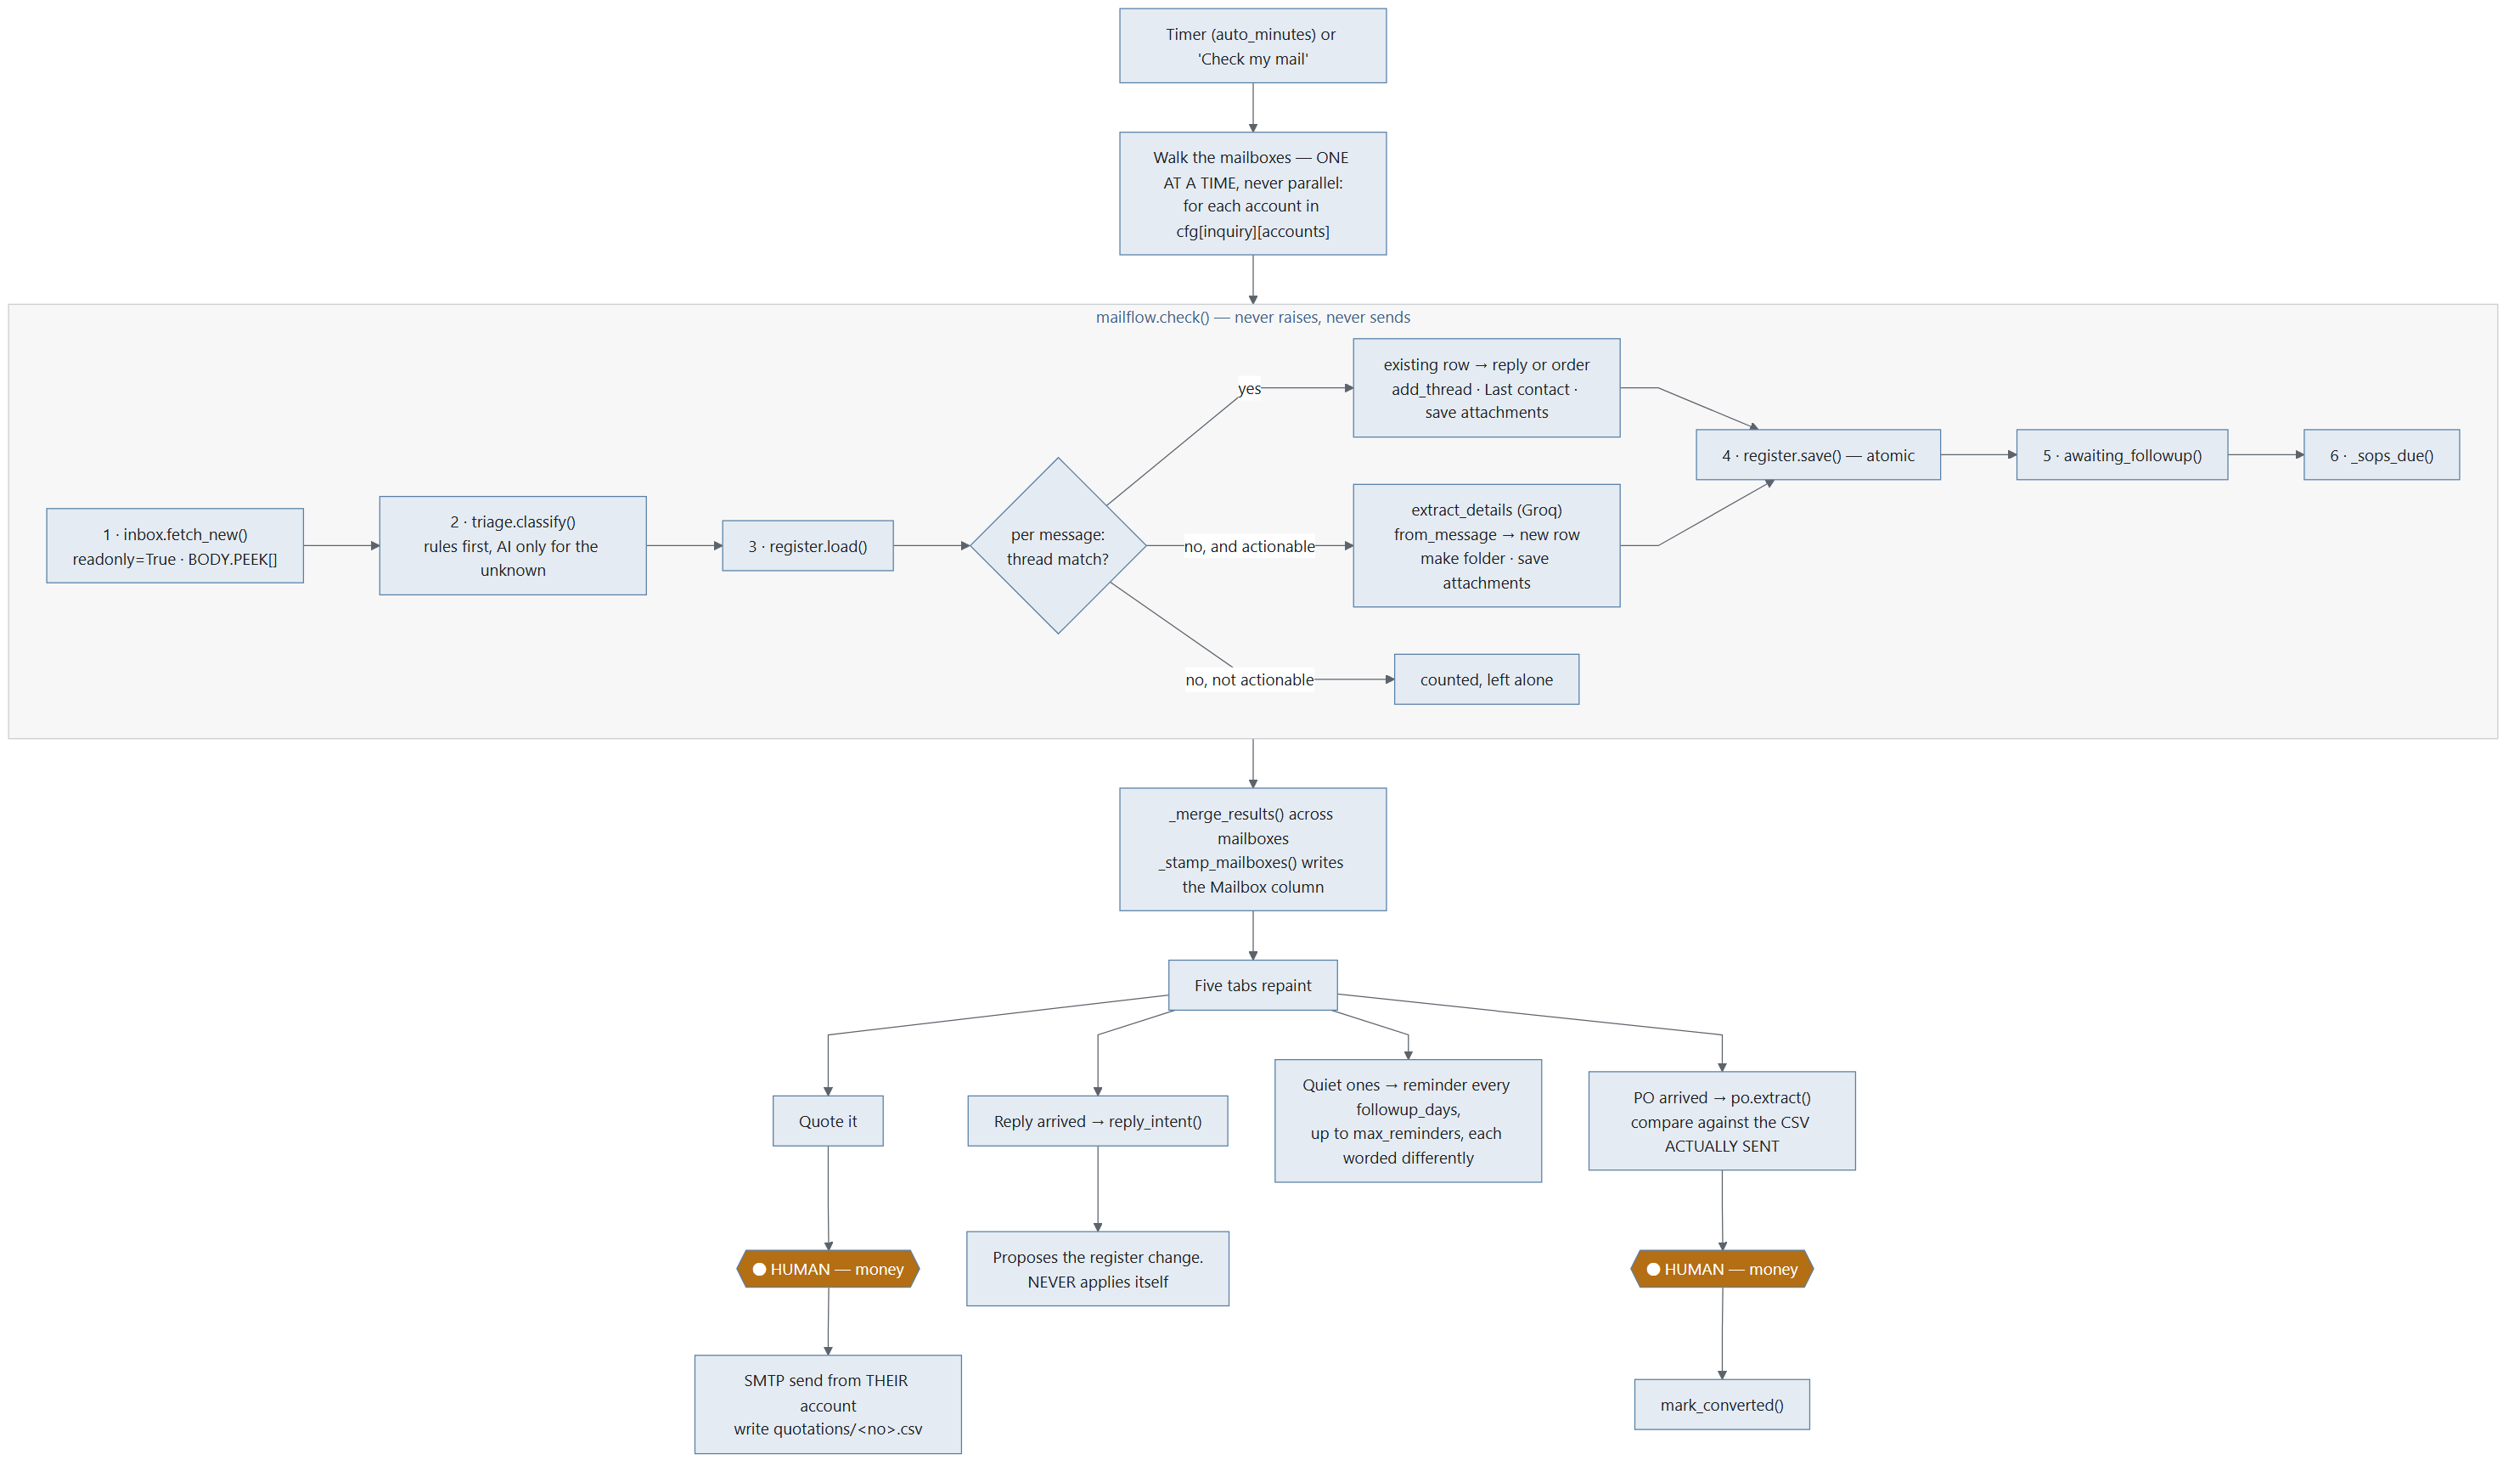 Timer (auto_minutes) or
'Check my mail'
Walk the mailboxes — ONE
AT A TIME, never parallel:
for each account in
cfg[inquiry][accounts]
mailflow.check() — never raises, never sends
1 · inbox.fetch_new()
readonly=True · BODY.PEEK[]
2 · triage.classify()
rules first, AI only for the
unknown
3 · register.load()
per message:
thread match?
yes
existing row → reply or order
add_thread · Last contact ·
save attachments
no, and actionable
extract_details (Groq)
from_message → new row
make folder · save
attachments
no, not actionable
counted, left alone
4 · register.save() — atomic
5 · awaiting_followup()
6 · _sops_due()
_merge_results() across
mailboxes
_stamp_mailboxes() writes
the Mailbox column
Five tabs repaint
Quote it
HUMAN — money
SMTP send from THEIR
account
write quotations/<no>.csv
Reply arrived → reply_intent()
Proposes the register change.
NEVER applies itself
Quiet ones → reminder every
followup_days,
up to max_reminders, each
worded differently
PO arrived → po.extract()
compare against the CSV
ACTUALLY SENT
HUMAN — money
mark_converted()